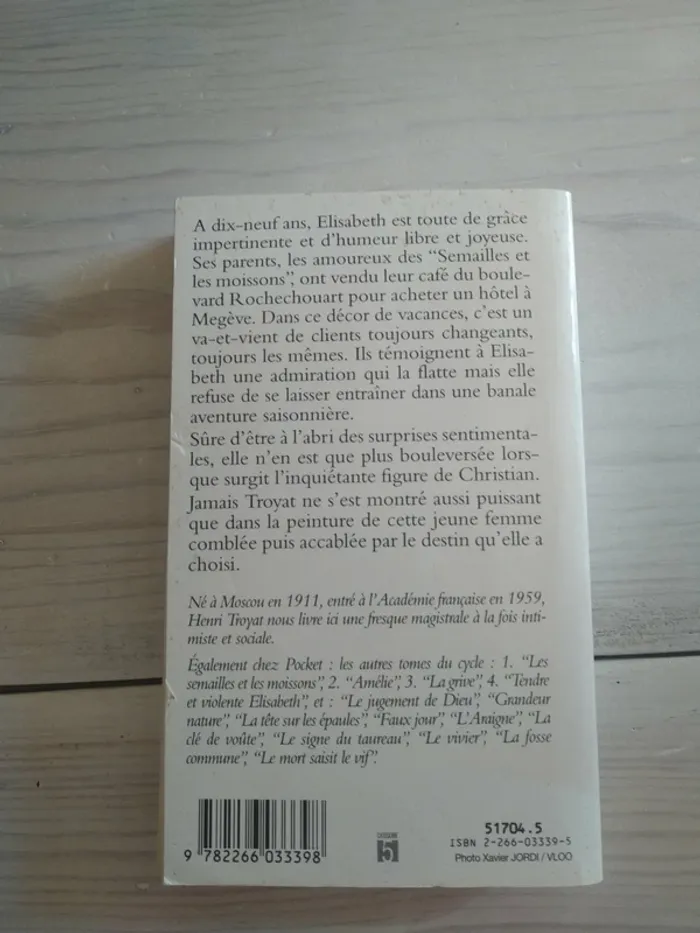 A dix-neuf ans, Elisabeth est toute de grâce
impertinente et d'humeur libre et joyeuse.
Ses parents, les amoureux des "Semailles et
les moissons", ont vendu leur café du boule-
vard Rochechouart pour acheter un hôtel à
Megève. Dans ce décor de vacances, c'est un
va-et-vient de clients toujours changeants,
toujours les mêmes. Ils témoignent à Elisa-
beth une admiration qui la flatte mais elle
refuse de se laisser entraîner dans une banale
aventure saisonnière.
Sûre d'être à l'abri des surprises sentimenta-
les, elle n'en est que plus bouleversée lors-
que surgit l'inquiétante figure de Christian.
Jamais Troyat ne s'est montré aussi puissant
que dans la peinture de cette jeune femme
comblée puis accablée par le destin qu'elle a
choisi.
Né à Moscou en 1911, entré à l'Académie française en 1959,
Henri Troyat nous livre ici une fresque magistrale à la fois inti-
miste et sociale.
Également chez Pocket : les autres tomes du cycle : 1. "Les
semailles et les moissons", 2. "Amélie", 3. "La grive", 4. "Tendre
et violente Elisabeth", et : "Le jugement de Dieu", "Grandeur
nature", "La tête sur les épaules", "Faux jour", "L'Araigne", "La
clé de voûte", "Le signe du taureau", "Le vivier", "La fosse
commune", "Le mort saisit le vif".
51704.5
ISBN 2-266-03339-5
Photo Xavier JORDI / VLOO
9 782266 033398
5